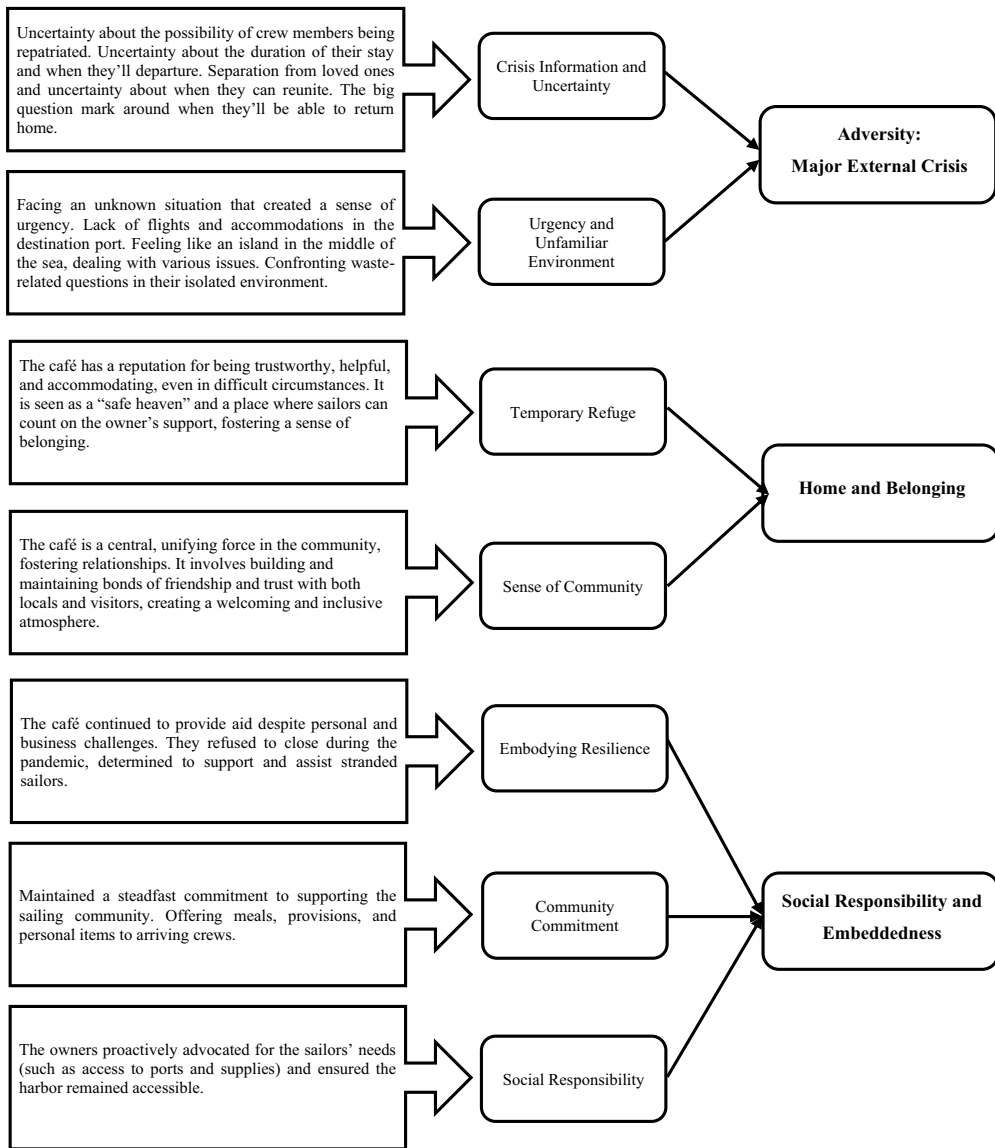 Uncertainty about the possibility of crew members being
repatriated. Uncertainty about the duration of their stay
and when they’ll departure. Separation from loved ones
and uncertainty about when they can reunite. The big
question mark around when they’ll be able to return
home.
Crisis Information and
Uncertainty
Adversity:
Major External Crisis
Facing an unknown situation that created a sense of
urgency. Lack of flights and accommodations in the
destination port. Feeling like an island in the middle of
the sea, dealing with various issues. Confronting waste-
related questions in their isolated environment.
Urgency and
Unfamiliar
Environment
The café has a reputation for being trustworthy, helpful,
and accommodating, even in difficult circumstances. It
is seen as a “safe heaven” and a place where sailors can
count on the owner’s support, fostering a sense of
belonging.
Temporary Refuge
Home and Belonging
The café is a central, unifying force in the community,
fostering relationships. It involves building and
maintaining bonds of friendship and trust with both
locals and visitors, creating a welcoming and inclusive
atmosphere.
Sense of Community
The café continued to provide aid despite personal and
business challenges. They refused to close during the
pandemic, determined to support and assist stranded
sailors.
Embodying Resilience
Maintained a steadfast commitment to supporting the
sailing community. Offering meals, provisions, and
personal items to arriving crews.
Community
Commitment
Social Responsibility and
Embeddedness
The owners proactively advocated for the sailors’ needs
(such as access to ports and supplies) and ensured the
harbor remained accessible.
Social Responsibility